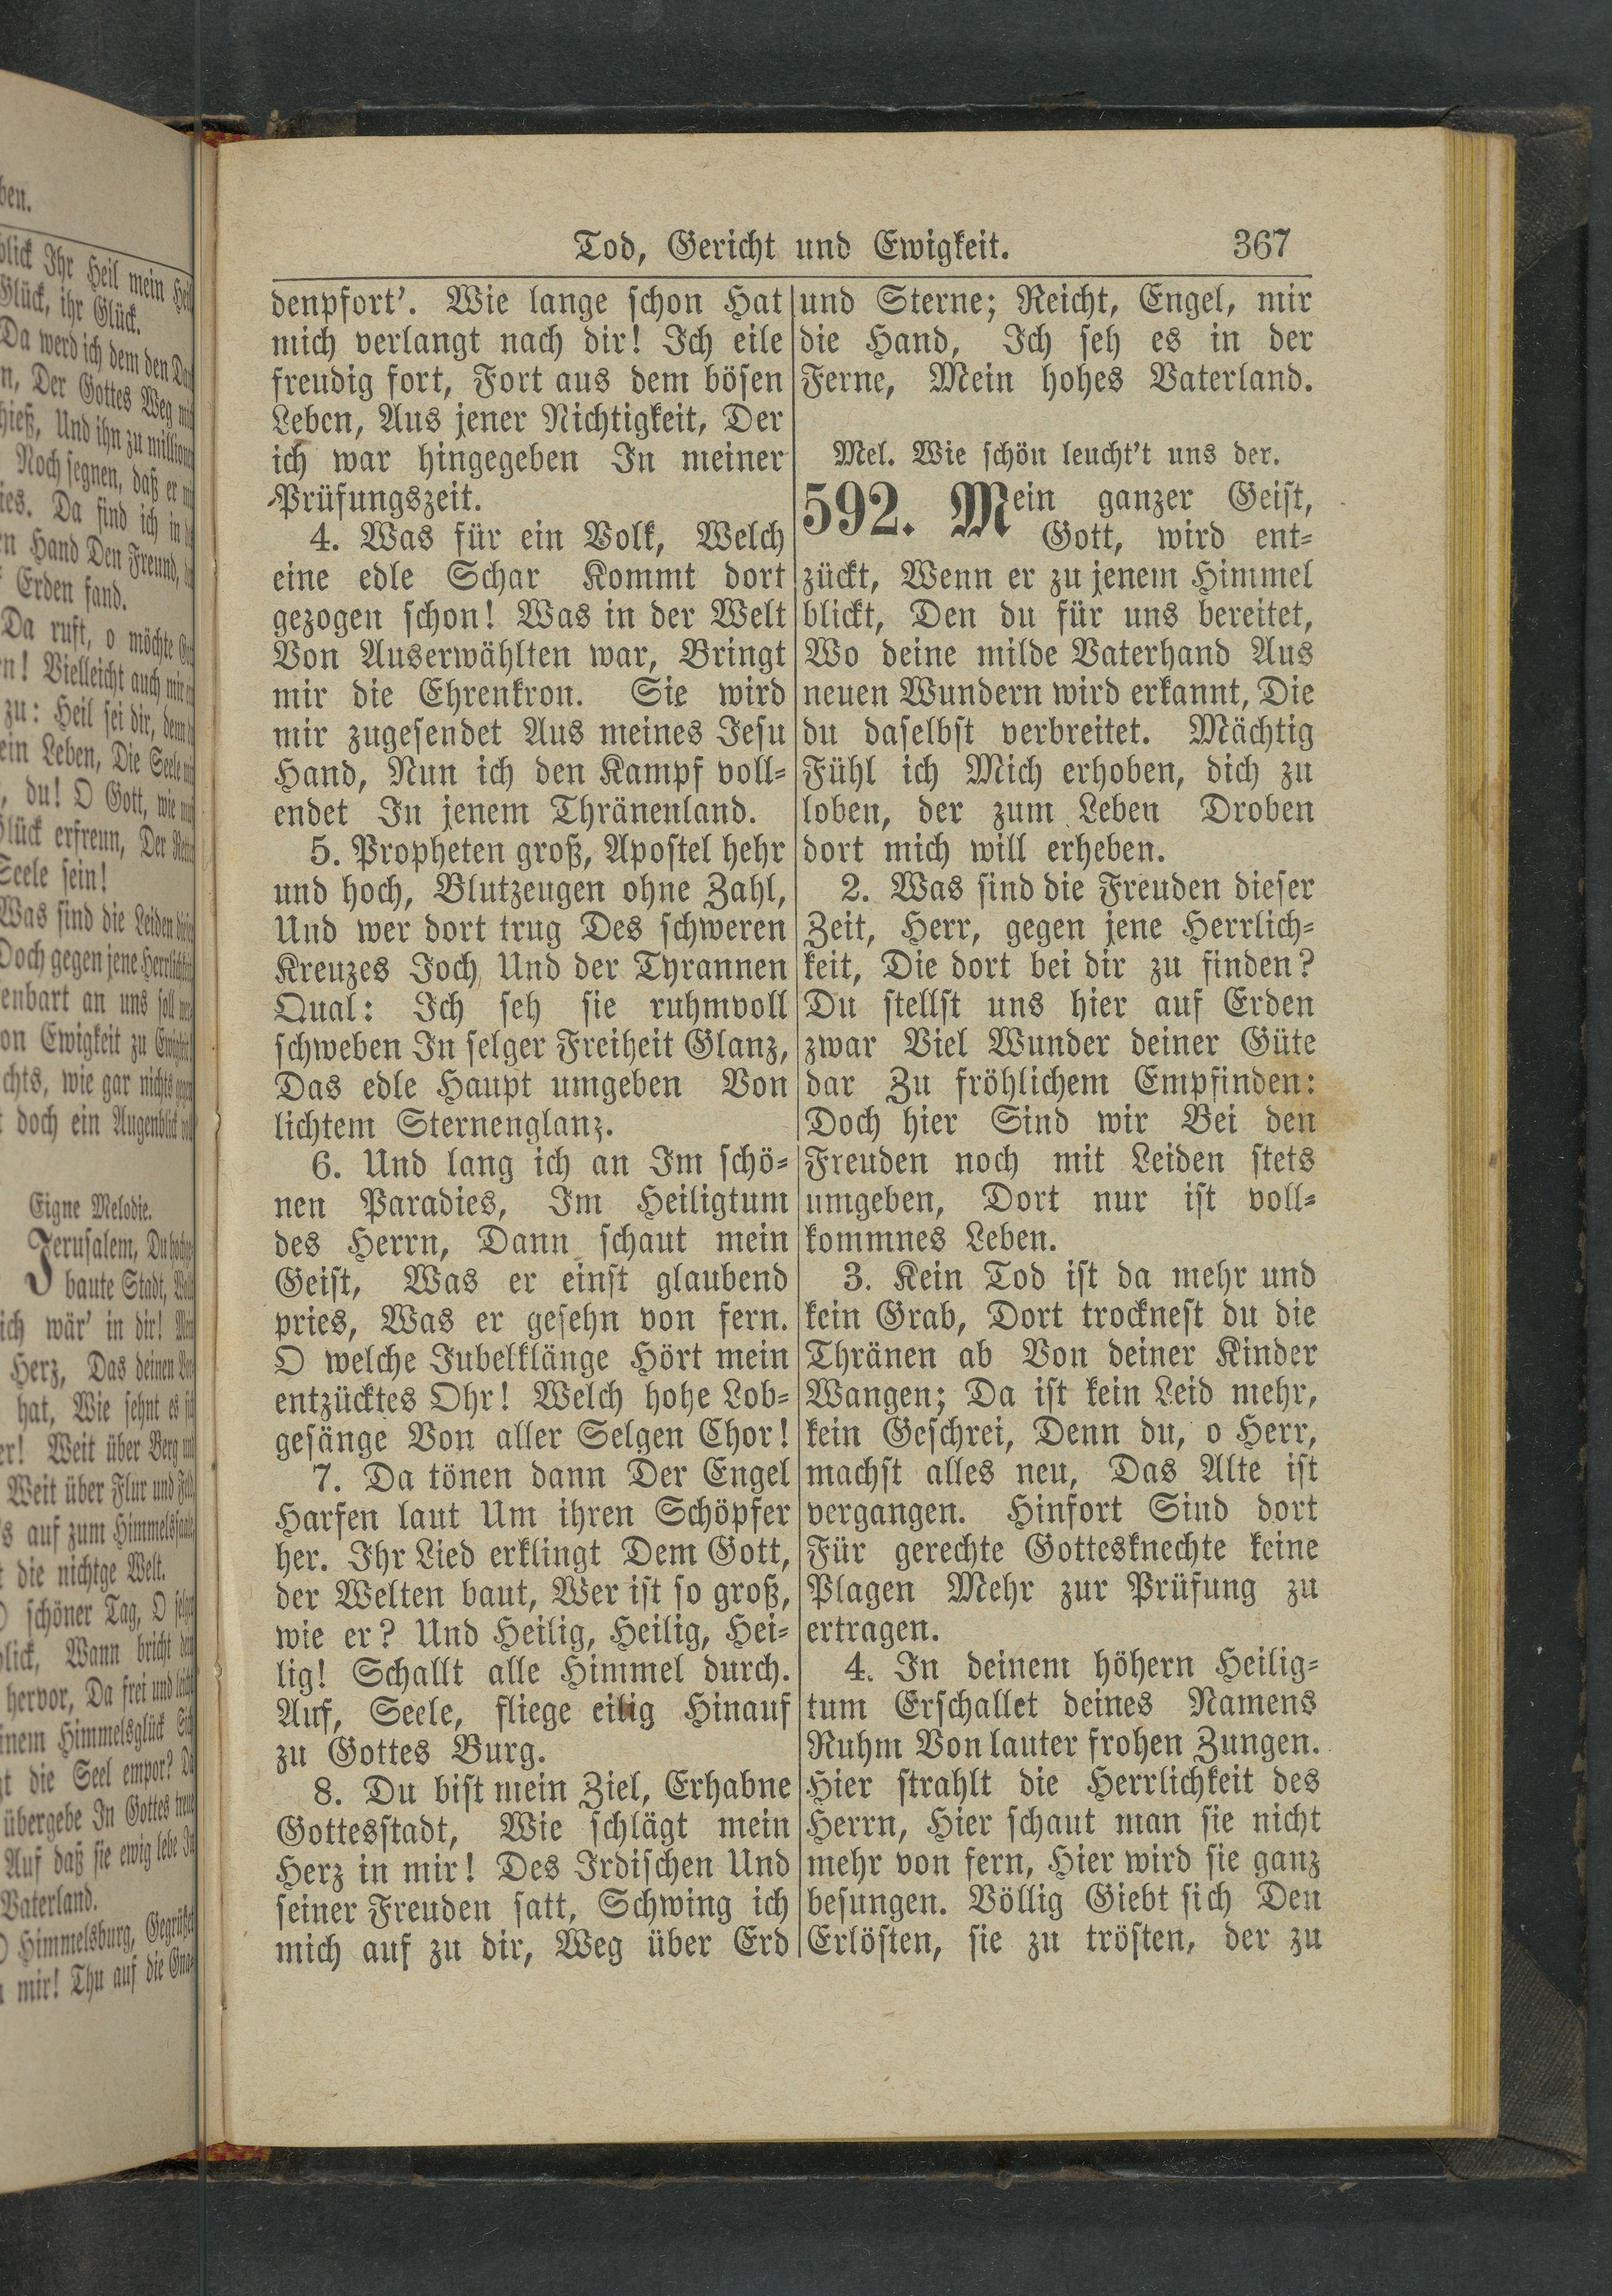 Tod, Gericht und Ewigkeit. 367
denpfort'. Wie lange schon Hat
mich verlangt nach dir! Ich eile
freudig fort, Fort aus dem bösen
Leben, Aus jener Nichtigkeit, Der
ich war hingegeben In meiner
Prüfungszeit.
4. Was für ein Volk, Welch
eine edle Schar Kommt dort
gezogen schon! Was in der Welt
Von Auserwählten war, Bringt
mir die Ehrenkron. Sie wird
mir zugesendet Aus meines Jesu
Hand, Nun ich den Kampf voll-
endet In jenem Thränenland.
5. Propheten groß, Apostel hehr
und hoch, Blutzeugen ohne Zahl,
Und wer dort trug Des schweren
Kreuzes Joch Und der Tyrannen
Qual: Ich seh sie ruhmvoll
schweben In selger Freiheit Glanz,
Das edle Haupt umgeben Von
lichtem Sternenglanz.
6. Und lang ich an Im schö-
nen Paradies, Im Heiligtum
des Herrn, Dann schaut mein
Geist, Was er einst glaubend
pries, Was er gesehn von fern.
O welche Jubelklänge Hört mein
entzücktes Ohr! Welch hohe Lob-
gesänge Von aller Selgen Chor!
7. Da tönen dann Der Engel
Harfen laut Um ihren Schöpfer
her. Ihr Lied erklingt Dem Gott,
der Welten baut, Wer ist so groß,
wie er? Und Heilig, Heilig, Hei-
lig! Schallt alle Himmel durch.
Auf, Seele, fliege eilig Hinauf
zu Gottes Burg.
8. Du bist mein Ziel, Erhabne
Gottesstadt, Wie schlägt mein
Herz in mir! Des Irdischen Und
seiner Freuden satt, Schwing ich
mich auf zu dir, Weg über Erd
und Sterne; Reicht, Engel, mir
die Hand, Ich seh es in der
Ferne, Mein hohes Vaterland.
Mel. Wie schön leucht't uns der.
592. Mein ganzer Geist,
Gott, wird ent-
zückt, Wenn er zu jenem Himmel
blickt, Den du für uns bereitet,
Wo deine milde Vaterhand Aus
neuen Wundern wird erkannt, Die
du daselbst verbreitet. Mächtig
Fühl ich Mich erhoben, dich zu
loben, der zum Leben Droben
dort mich will erheben.
2. Was sind die Freuden dieser
Zeit, Herr, gegen jene Herrlich-
keit, Die dort bei dir zu finden?
Du stellst uns hier auf Erden
zwar Viel Wunder deiner Güte
dar Zu fröhlichem Empfinden:
Doch hier Sind wir Bei den
Freuden noch mit Leiden stets
umgeben, Dort nur ist voll-
kommnes Leben.
3. Kein Tod ist da mehr und
kein Grab, Dort trocknest du die
Thränen ab Von deiner Kinder
Wangen; Da ist kein Leid mehr,
kein Geschrei, Denn du, o Herr,
machst alles neu, Das Alte ist
vergangen. Hinfort Sind dort
Für gerechte Gottesknechte keine
Plagen Mehr zur Prüfung zu
ertragen.
4. In deinem höhern Heilig-
tum Erschallet deines Namens
Ruhm Von lauter frohen Zungen.
Hier strahlt die Herrlichkeit des
Herrn, Hier schaut man sie nicht
mehr von fern, Hier wird sie ganz
besungen. Völlig Giebt sich Den
Erlösten, sie zu trösten, der zu